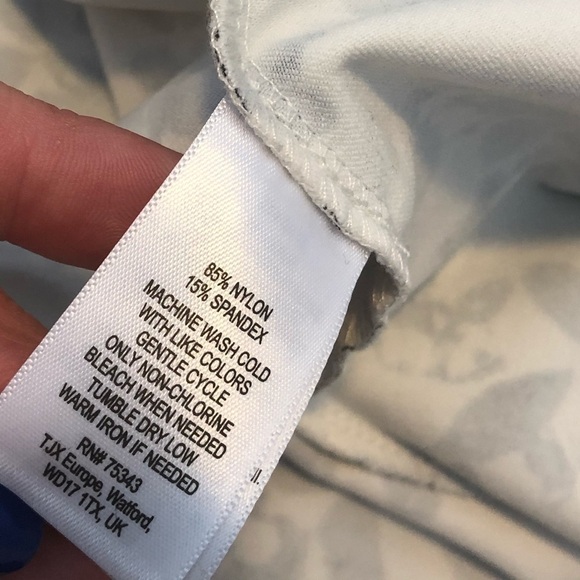 85% NYLON
15% SPANDEX
MACHINE WASH COLD
WITH LIKE COLORS
GENTLE CYCLE
ONLY NON-CHLORINE
BLEACH WHEN NEEDED
TUMBLE DRY LOW
WARM IRON IF NEEDED
RN# 75343
TJX Europe, Watford,
WD17 1TX, UK